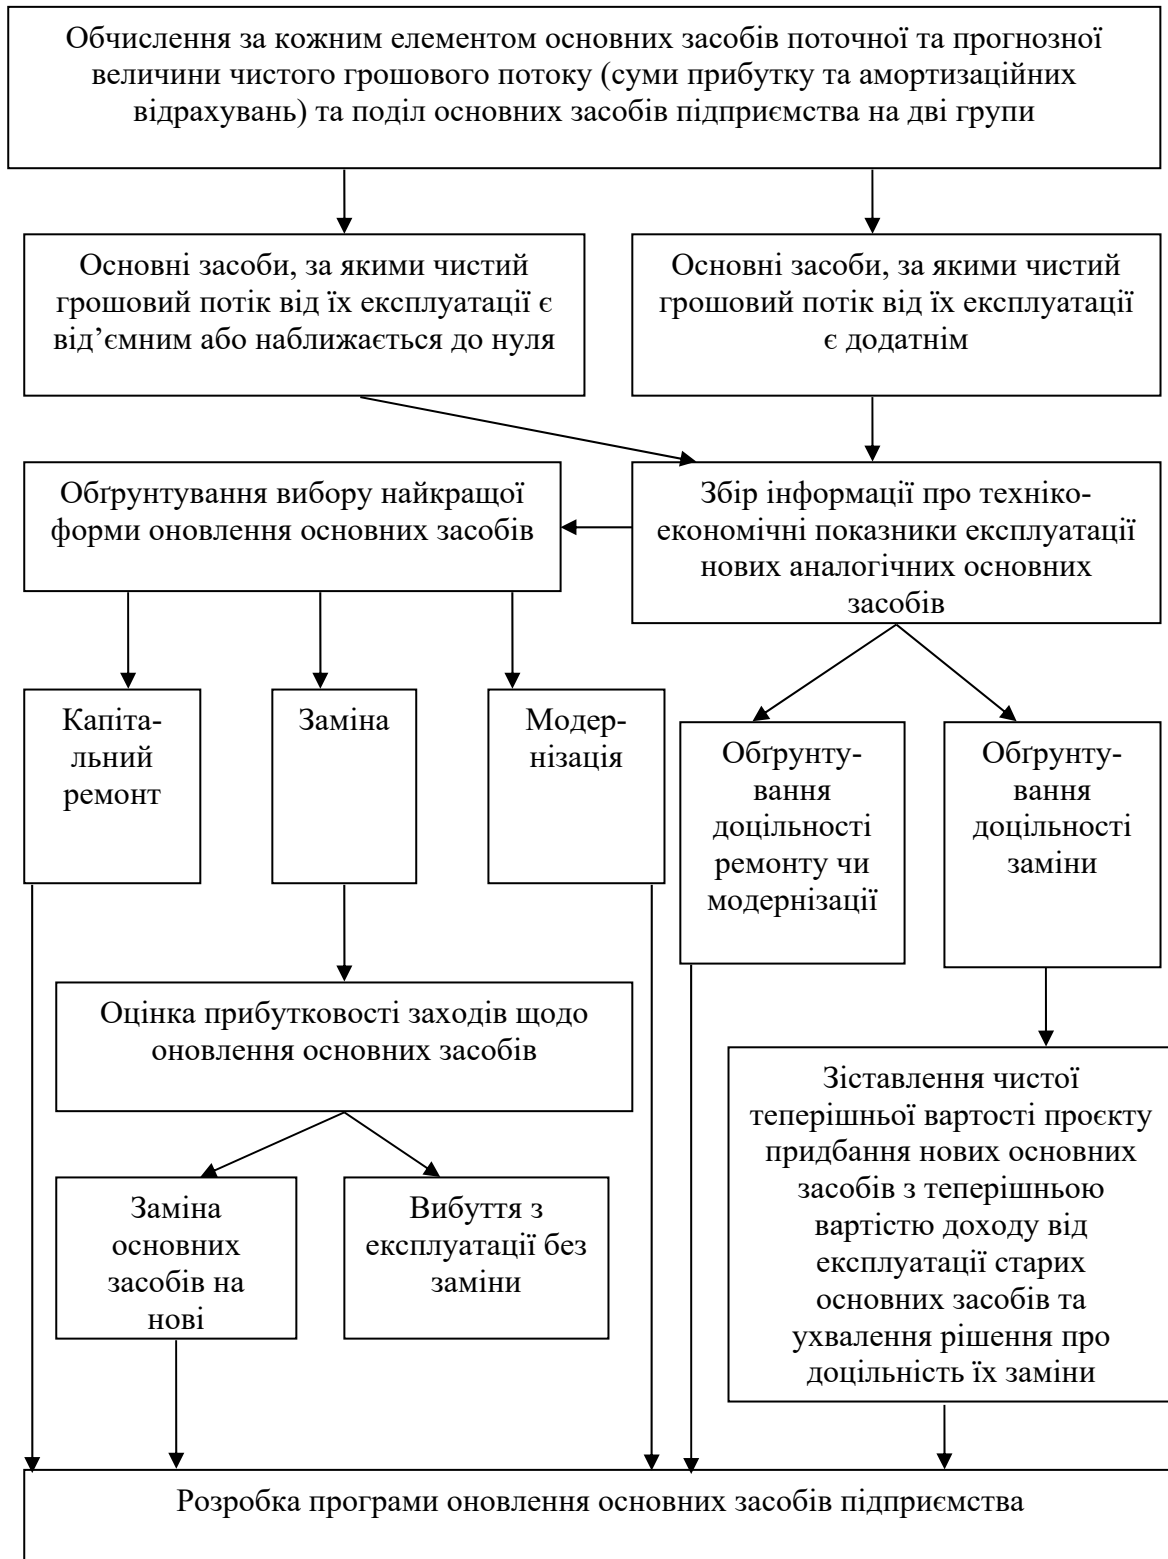 Обчислення за кожним елементом основних засобів поточної та прогнозної
величини чистого грошового потоку (суми прибутку та амортизаційних
відрахувань) та поділ основних засобів підприємства на дві групи
Основні засоби, за якими чистий
грошовий потік від їх експлуатації є
від’ємним або наближається до нуля
Основні засоби, за якими чистий
грошовий потік від їх експлуатації
є додатнім
Обґрунтування вибору найкращої
форми оновлення основних засобів
Збір інформації про техніко-
економічні показники експлуатації
нових аналогічних основних
засобів
Капіта-
льний
ремонт
Заміна
Модер-
нізація
Обґрунту-
вання
доцільності
ремонту чи
модернізації
Обґрунту-
вання
доцільності
заміни
Оцінка прибутковості заходів щодо
оновлення основних засобів
Зіставлення чистої
теперішньої вартості проєкту
придбання нових основних
засобів з теперішньою
вартістю доходу від
експлуатації старих
основних засобів та
ухвалення рішення про
доцільність їх заміни
Заміна
основних
засобів на
нові
Вибуття з
експлуатації без
заміни
Розробка програми оновлення основних засобів підприємства